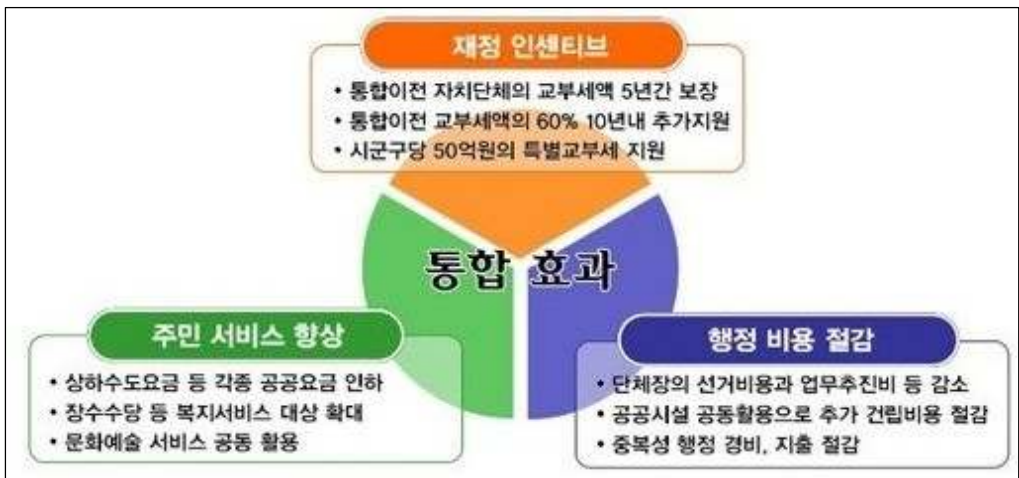 재정 인센티브
• 통합이전 자치단체의 교부세액 5년간 보장
• 통합이전 교부세액의 60% 10년내 추가지원
• 시군구당 50억원의 특별교부세 지원
통합 효과
주민 서비스 향상
• 상하수도요금 등 각종 공공요금 인하
• 장수수당 등 복지서비스 대상 확대
• 문화예술 서비스 공동 활용
행정 비용 절감
• 단체장의 선거비용과 업무추진비 등 감소
• 공공시설 공동활용으로 추가 건립비용 절감
• 중복성 행정 경비, 지출 절감